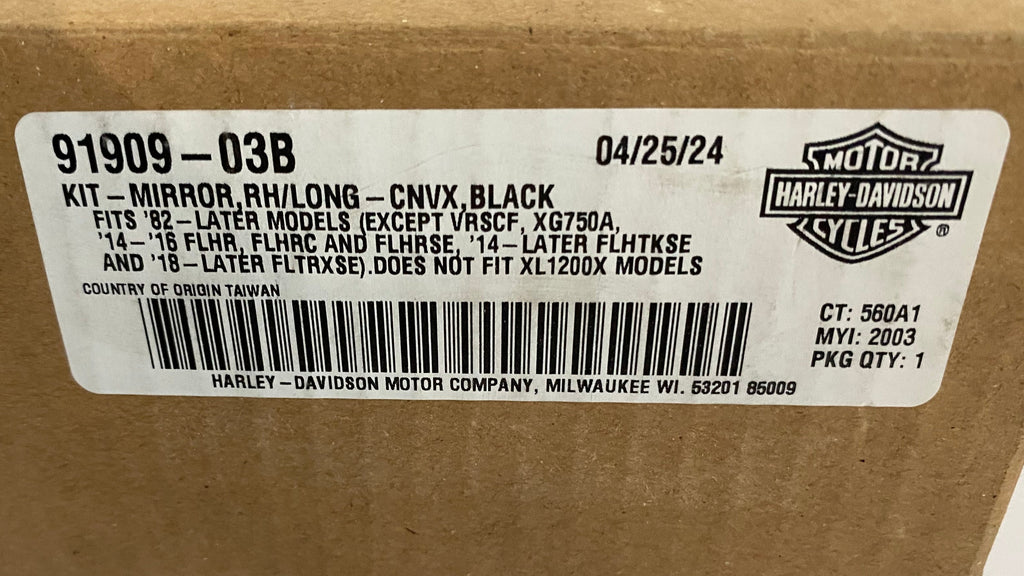 91909-03B
04/25/24
KIT-MIRROR,RH/LONG-CNVX,BLACK
FITS '82-LATER MODELS (EXCEPT VRSCF, XG750A,
'14-'16 FLHR, FLHRC AND FLHRSE, '14-LATER FLHTKSE
AND '18-LATER FLTRXSE).DOES NOT FIT XL1200X MODELS
COUNTRY OF ORIGIN TAIWAN
HARLEY-DAVIDSON MOTOR COMPANY, MILWAUKEE WI. 53201 85009
MOTOR
HARLEY-DAVIDSON
CYCLES
®
CT: 560A1
MYI: 2003
PKG QTY: 1